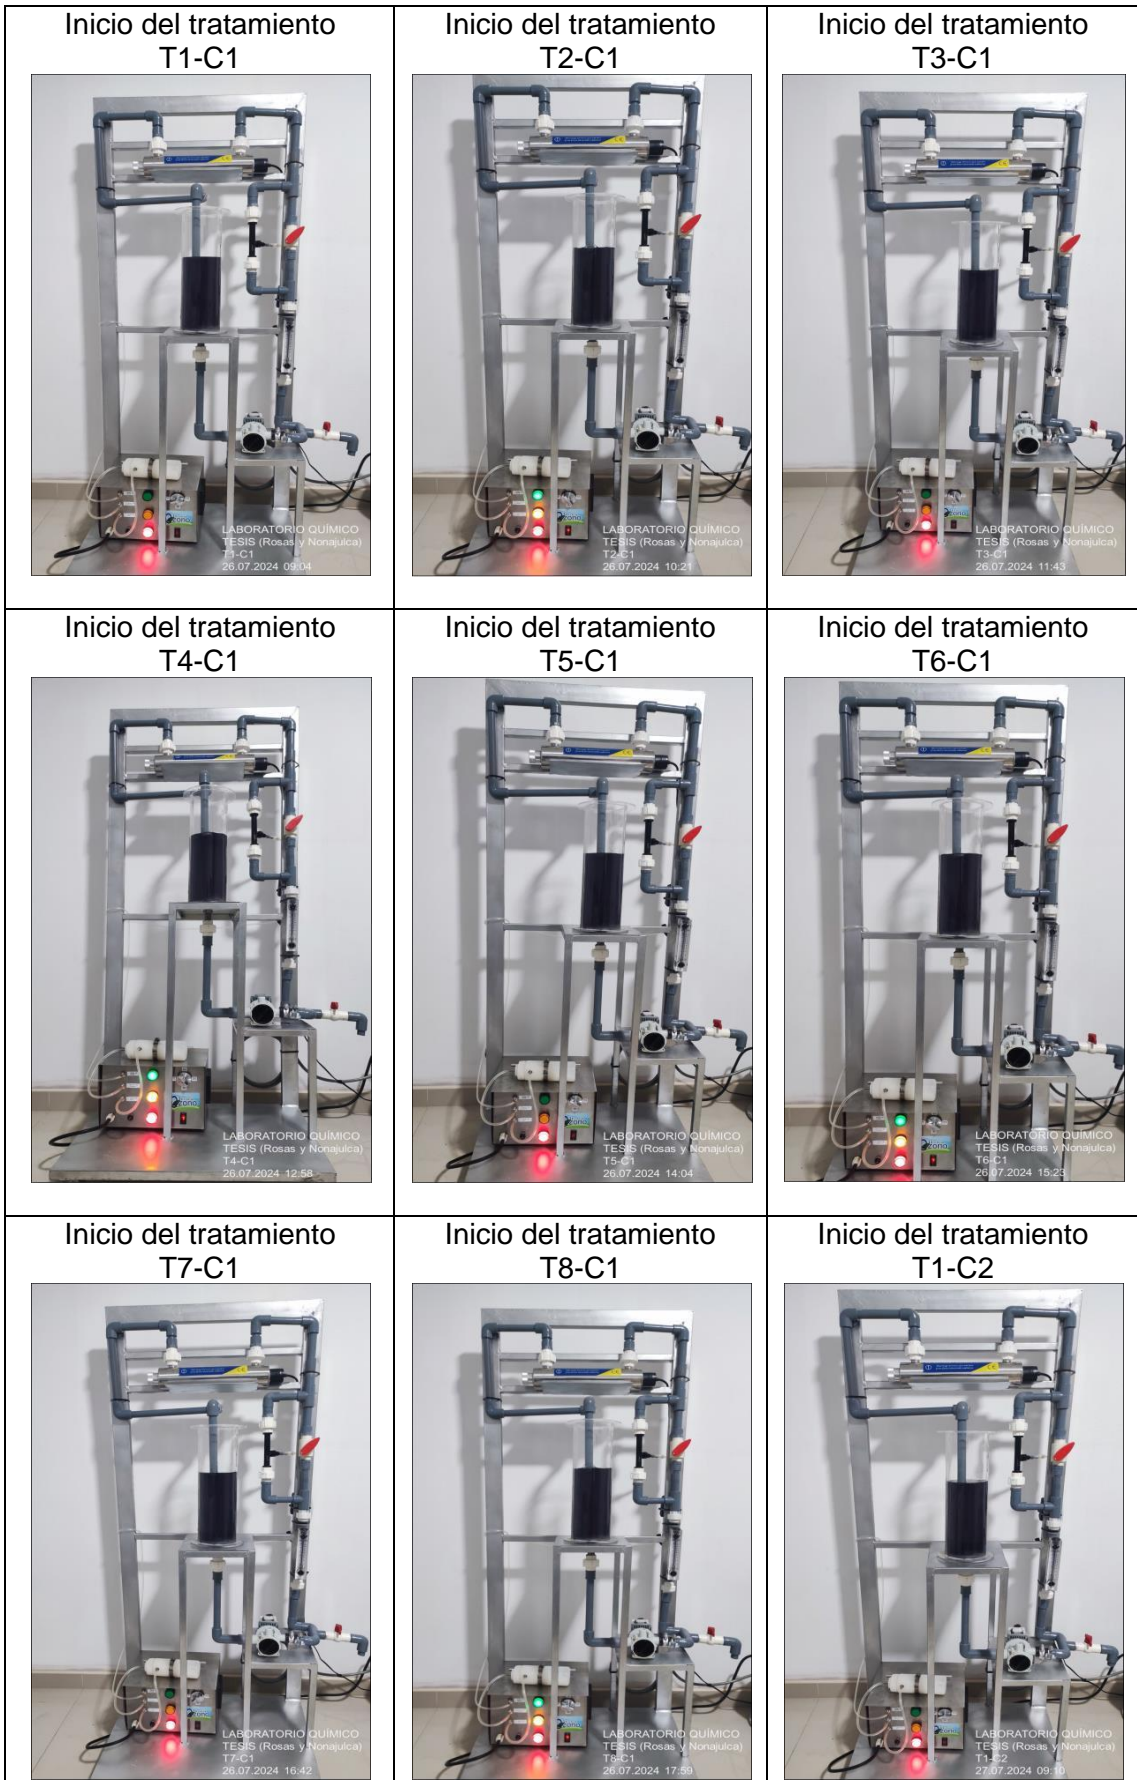 Inicio del tratamiento
T1-C1
LABORATORIO QUÍMICO
TESIS (Rosas y Nonajulca)
T1-C1
26.07.2024 09:04
Inicio del tratamiento
T2-C1
LABORATORIO QUÍMICO
TESIS (Rosas y Nonajulca)
T2-C1
26.07.2024 10:21
Inicio del tratamiento
T3-C1
LABORATORIO QUÍMICO
TESIS (Rosas y Nonajulca)
T3-C1
26.07.2024 11:43
Inicio del tratamiento
T4-C1
LABORATORIO QUÍMICO
TESIS (Rosas y Nonajulca)
T4-C1
26.07.2024 12:58
Inicio del tratamiento
T5-C1
LABORATORIO QUÍMICO
TESIS (Rosas y Nonajulca)
T5-C1
26.07.2024 14:04
Inicio del tratamiento
T6-C1
LABORATORIO QUÍMICO
TESIS (Rosas y Nonajulca)
T6-C1
26.07.2024 15:23
Inicio del tratamiento
T7-C1
LABORATORIO QUÍMICO
TESIS (Rosas y Nonajulca)
T7-C1
26.07.2024 16:42
Inicio del tratamiento
T8-C1
LABORATORIO QUÍMICO
TESIS (Rosas y Nonajulca)
T8-C1
26.07.2024 17:59
Inicio del tratamiento
T1-C2
LABORATORIO QUÍMICO
TESIS (Rosas y Nonajulca)
T1-C2
27.07.2024 09:10